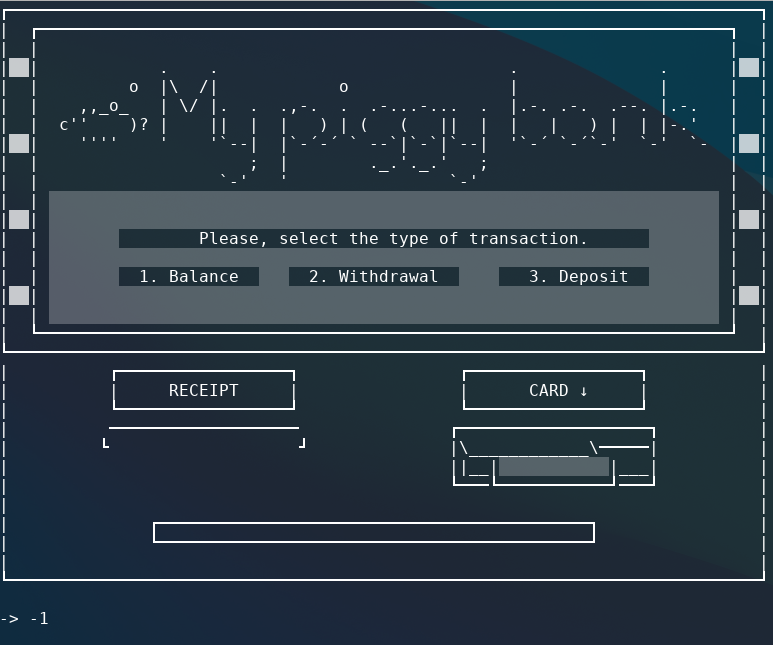 My piggy bank
Please, select the type of transaction.
1. Balance 2. Withdrawal 3. Deposit
RECEIPT CARD ↓
-> -1